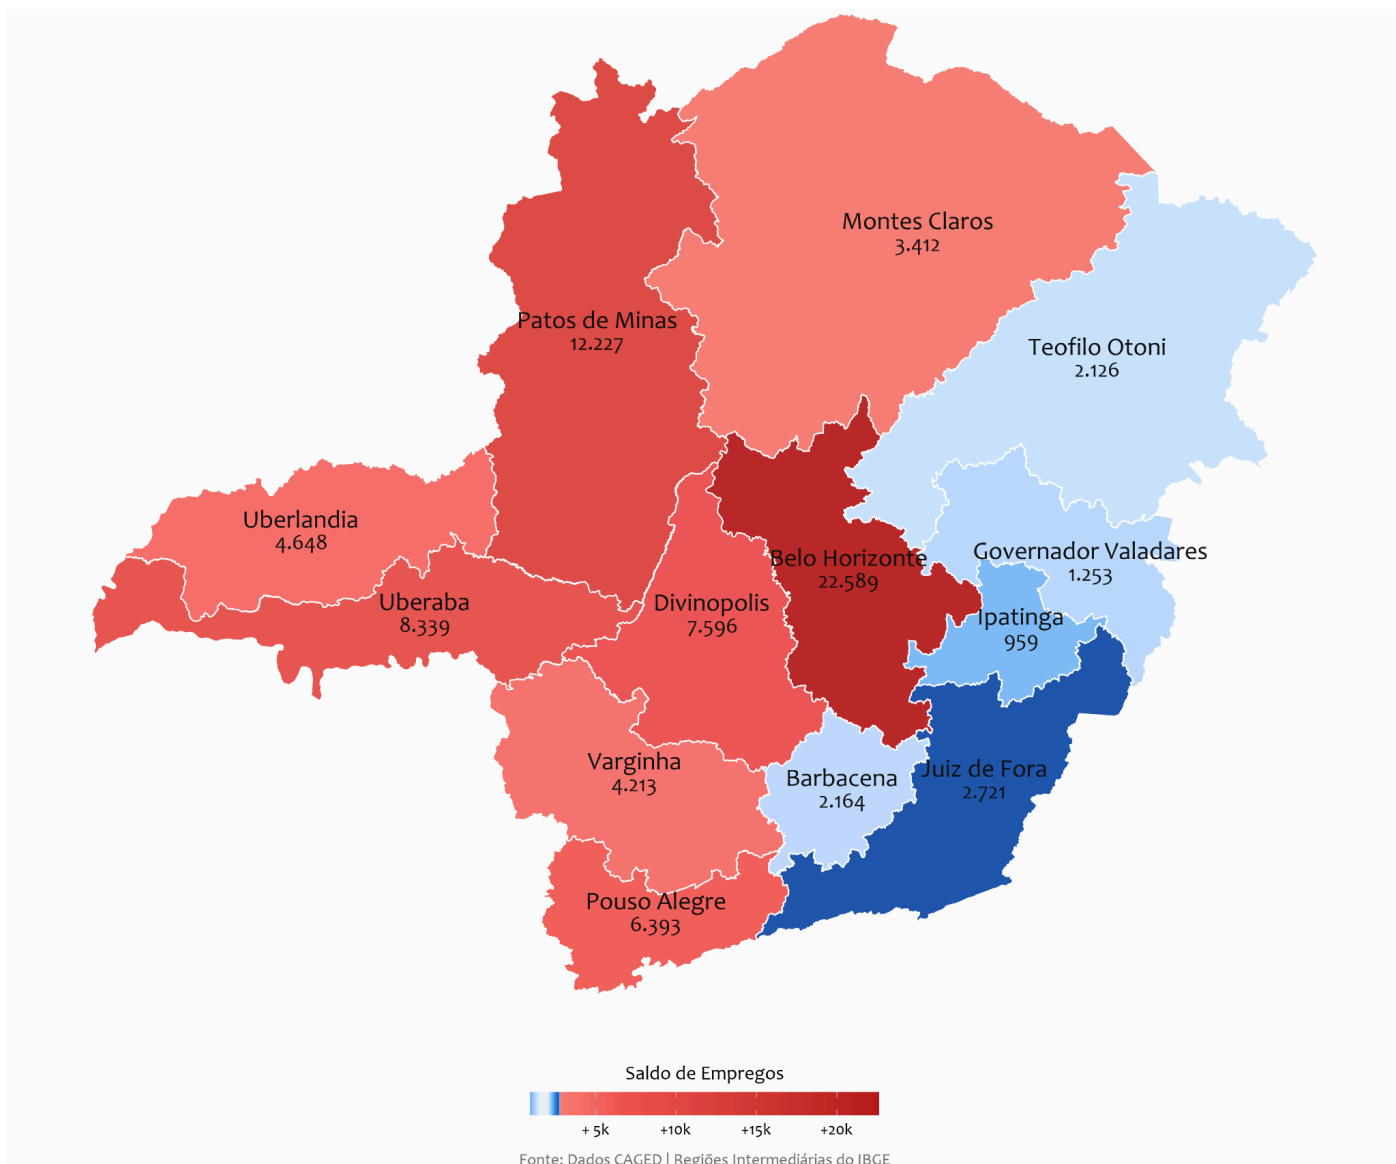 Montes Claros
3.412
Patos de Minas
12.227
Teofilo Otoni
2.126
Uberlandia
4.648
Belo Horizonte
22.589
Governador Valadares
1.253
Uberaba
8.339
Divinopolis
7.596
Ipatinga
959
Varginha
4.213
Barbacena
2.164
Juiz de Fora
2.721
Pouso Alegre
6.393
Saldo de Empregos
+ 5k +10k +15k +20k
Fonte: Dados CAGED | Regiões Intermediárias do IBGE